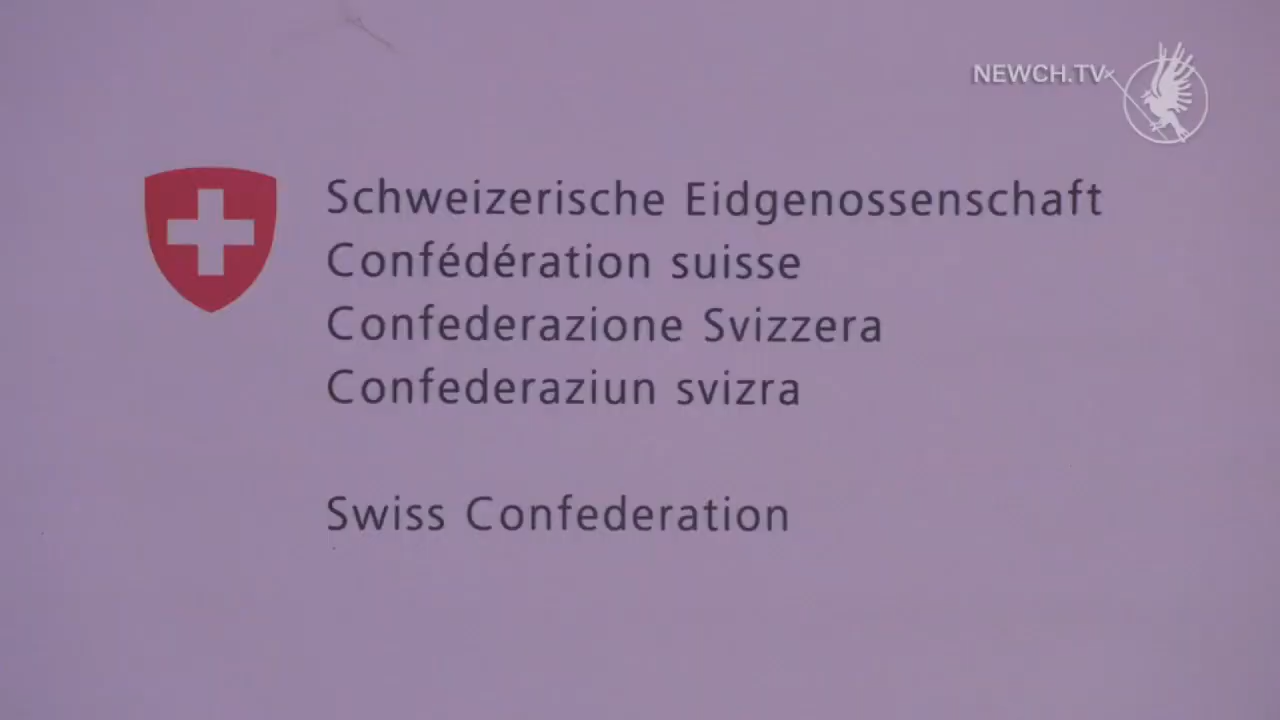 NEWCH.TV
Schweizerische Eidgenossenschaft
Confédération suisse
Confederazione Svizzera
Confederaziun svizra
Swiss Confederation